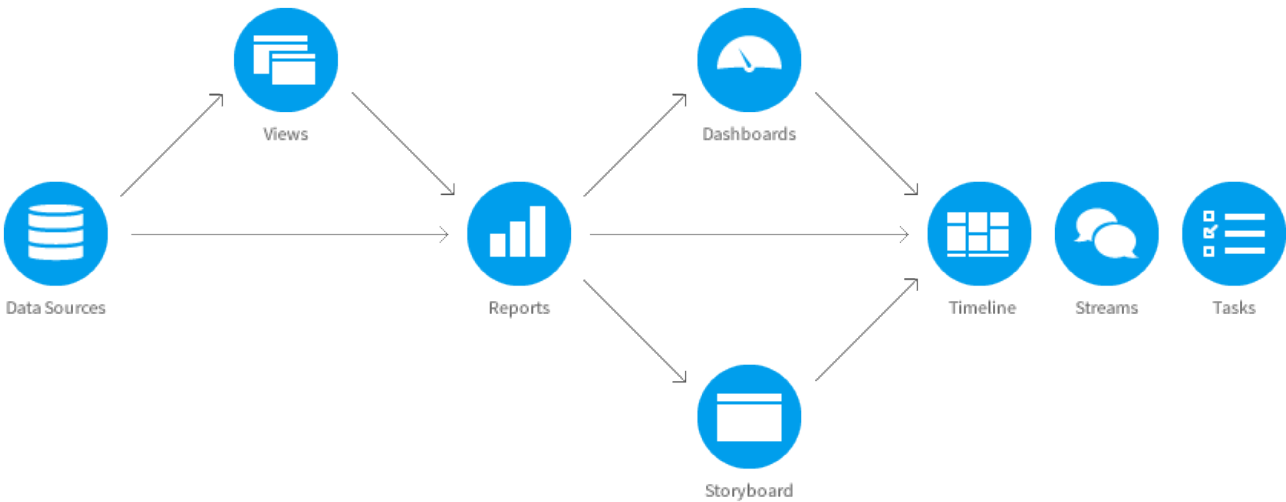 Views
Dashboards
Data Sources
Reports
Timeline
Streams
Tasks
Storyboard